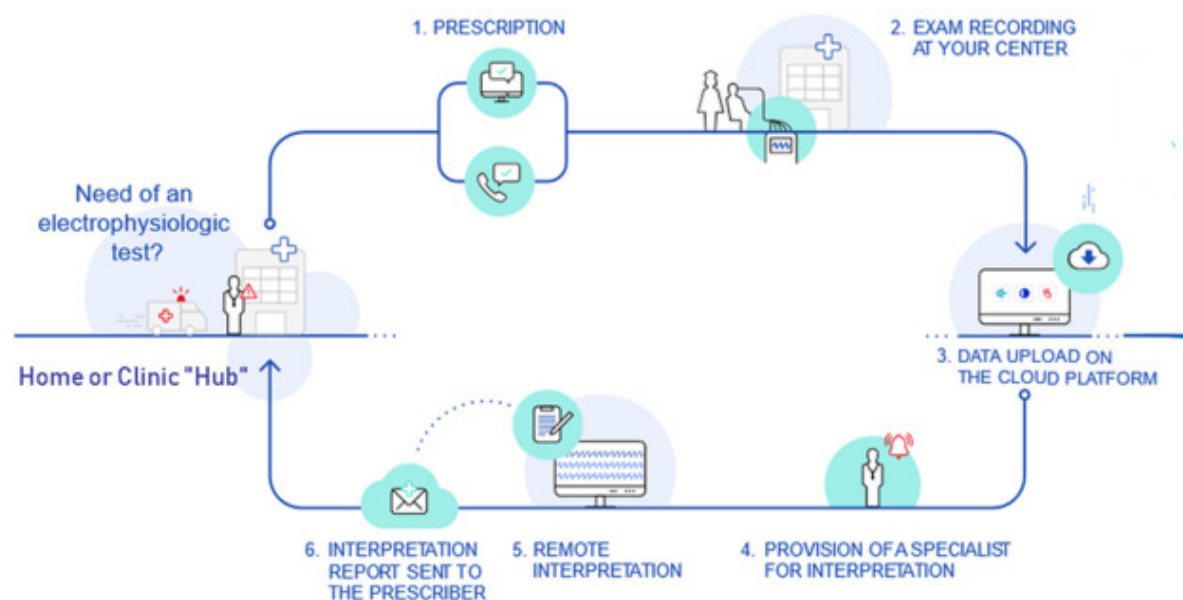 1. PRESCRIPTION
2. EXAM RECORDING
AT YOUR CENTER
Need of an
electrophysiologic
test?
Home or Clinic "Hub"
3. DATA UPLOAD ON
THE CLOUD PLATFORM
4. PROVISION OF A SPECIALIST
FOR INTERPRETATION
5. REMOTE
INTERPRETATION
6. INTERPRETATION
REPORT SENT TO
THE PRESCRIBER